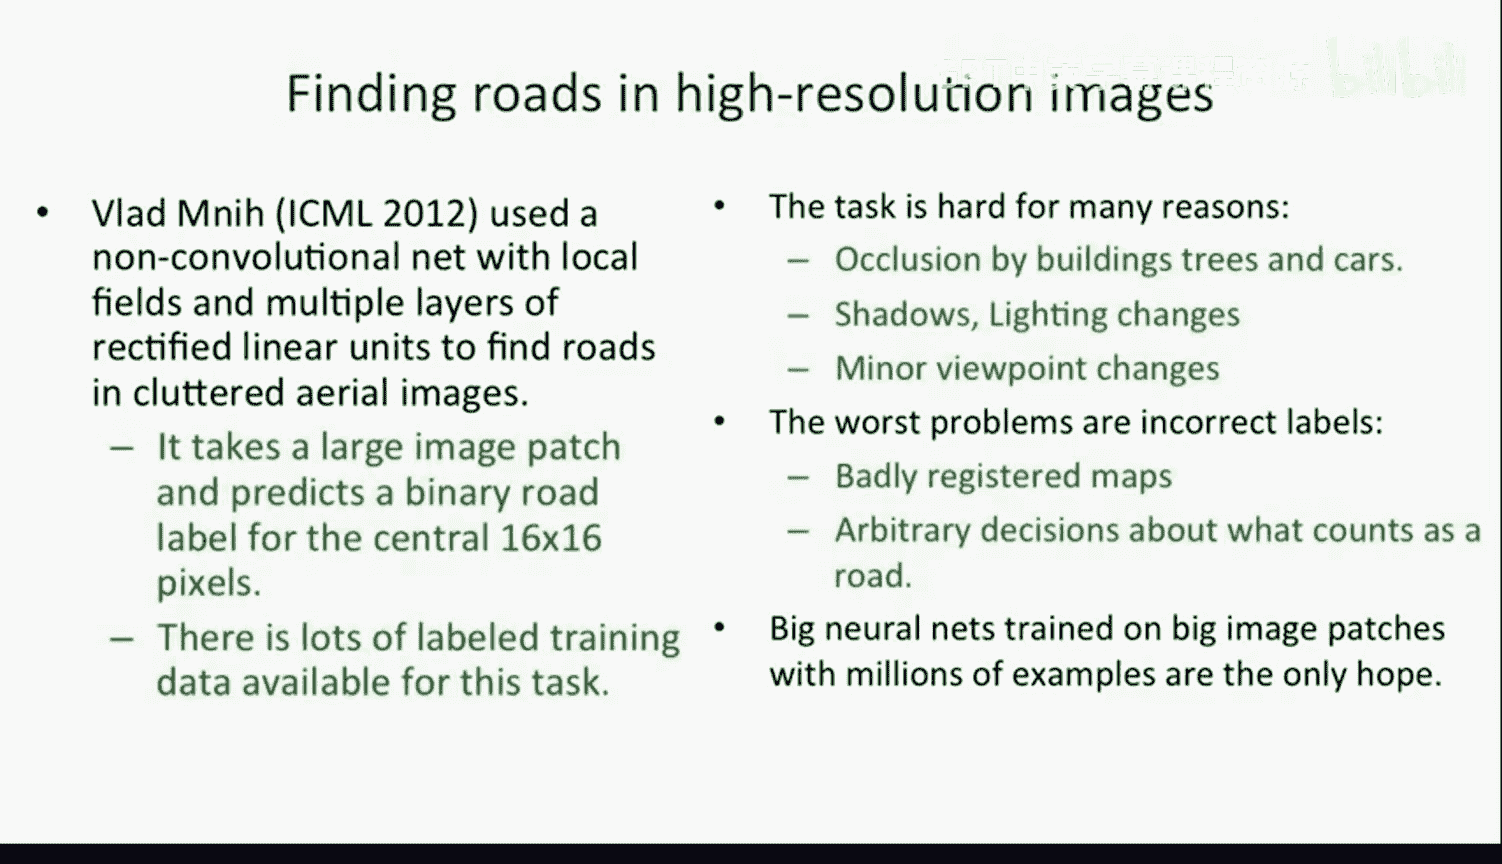 Finding roads in high-resolution images
• Vlad Mnih (ICML 2012) used a
non-convolutional net with local
fields and multiple layers of
rectified linear units to find roads
in cluttered aerial images.
– It takes a large image patch
and predicts a binary road
label for the central 16x16
pixels.
– There is lots of labeled training
data available for this task.
• The task is hard for many reasons:
– Occlusion by buildings trees and cars.
– Shadows, Lighting changes
– Minor viewpoint changes
• The worst problems are incorrect labels:
– Badly registered maps
– Arbitrary decisions about what counts as a
road.
• Big neural nets trained on big image patches
with millions of examples are the only hope.
bilibili